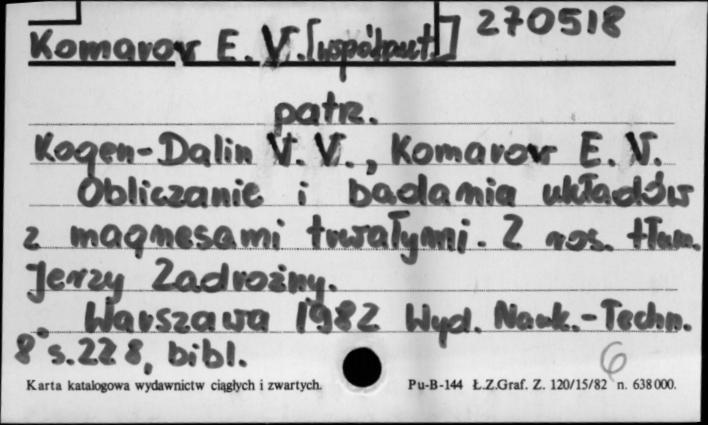 Komarov E. V. [współaut.] 270518
patrz.
Kogen-Dalin V. V., Komarov E. V.
Obliczanie i badania układów
z magnesami trwałymi. Z ros. tłum.
Jerzy Zadrożny.
Warszawa 1982 Wyd. Nauk.-Techn.
8° s. 228, bibl.
6
Karta katalogowa wydawnictw ciągłych i zwartych. Pu-B-144 Ł.Z.Graf. Z. 120/15/82 n. 638000.